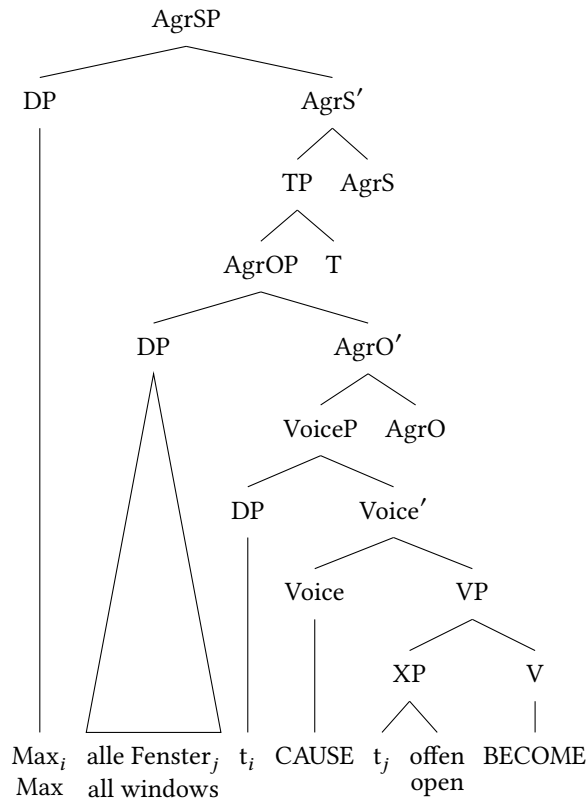 AgrSP
DP AgrS′
TP AgrS
AgrOP T
DP AgrO′
VoiceP AgrO
DP Voice′
Voice VP
XP V
Maxᵢ alle Fensterⱼ tᵢ CAUSE tⱼ offen BECOME
Max all windows open